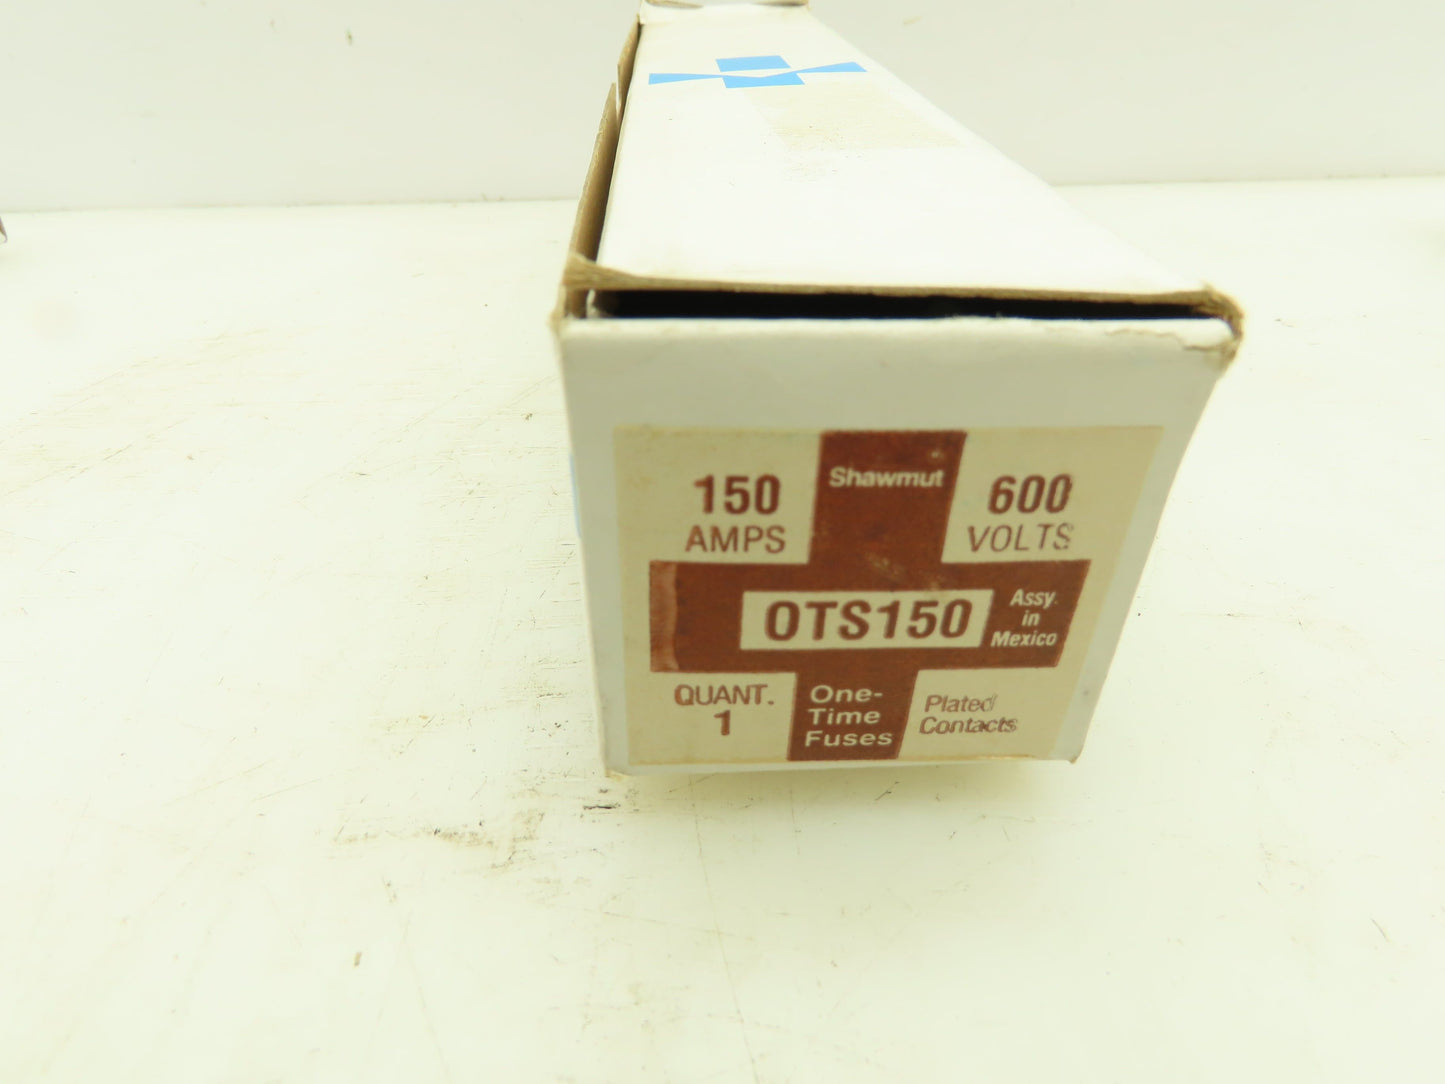 Shawmut
150
AMPS
600
VOLTS
OTS150
Assy.
in
Mexico
QUANT.
1
One-
Time
Fuses
Plated
Contacts